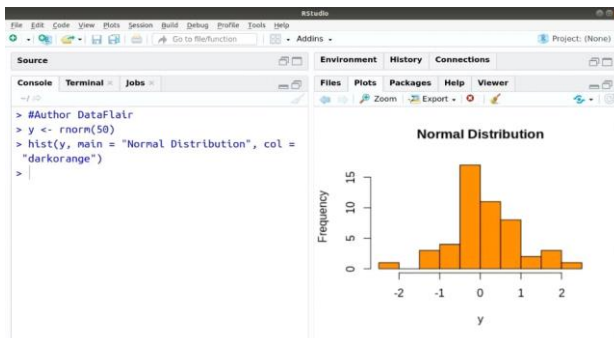 RStudio
File Edit Code View Plots Session Build Debug Profile Tools Help
Go to file/function Addins Project: (None)
Source
Console Terminal Jobs
~/
> #Author DataFlair
> y <- rnorm(50)
> hist(y, main = "Normal Distribution", col =
"darkorange")
>
Environment History Connections
Files Plots Packages Help Viewer
Zoom Export
Normal Distribution
Frequency
15
10
5
0
-2 -1 0 1 2
y